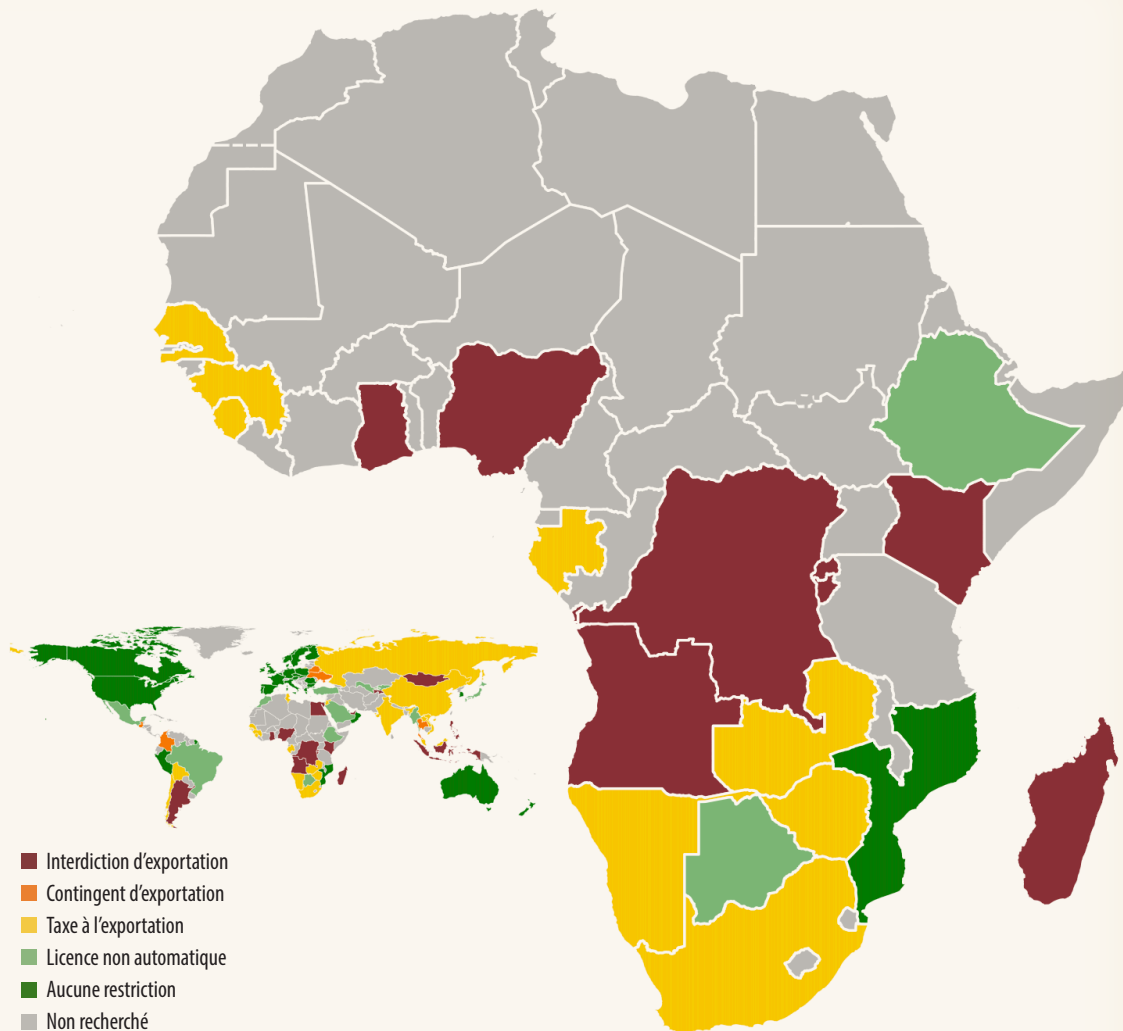 Interdiction d'exportation
Contingent d'exportation
Taxe à l'exportation
Licence non automatique
Aucune restriction
Non recherché